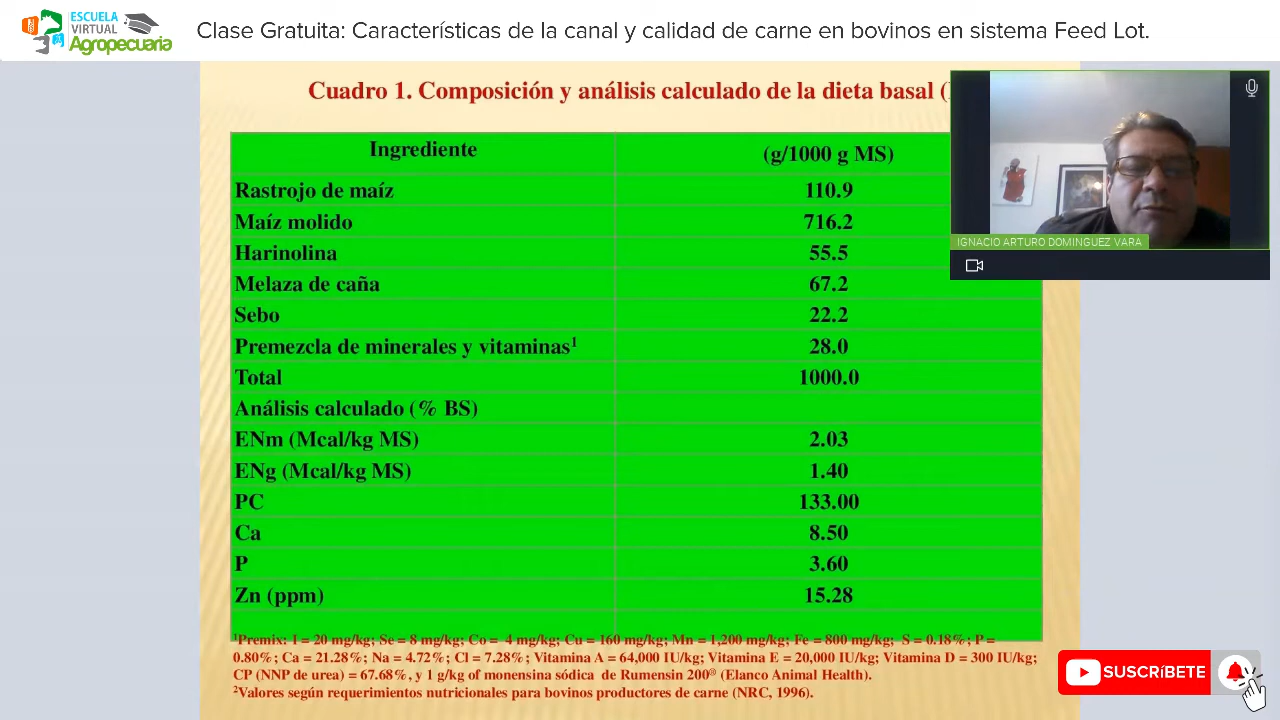 ESCUELA
VIRTUAL
Agropecuaria
Clase Gratuita: Características de la canal y calidad de carne en bovinos en sistema Feed Lot.
Cuadro 1. Composición y análisis calculado de la dieta basal (
Ingrediente (g/1000 g MS)
Rastrojo de maíz 110.9
Maíz molido 716.2
Harinolina 55.5
Melaza de caña 67.2
Sebo 22.2
Premezcla de minerales y vitaminas¹ 28.0
Total 1000.0
Análisis calculado (% BS)
ENm (Mcal/kg MS) 2.03
ENg (Mcal/kg MS) 1.40
PC 133.00
Ca 8.50
P 3.60
Zn (ppm) 15.28
¹Premix: I = 20 mg/kg; Se = 8 mg/kg; Co = 4 mg/kg; Cu = 160 mg/kg; Mn = 1,200 mg/kg; Fe = 800 mg/kg; S = 0.18%; P =
0.80%; Ca = 21.28%; Na = 4.72%; Cl = 7.28%; Vitamina A = 64,000 IU/kg; Vitamina E = 20,000 IU/kg; Vitamina D = 300 IU/kg;
CP (NNP de urea) = 67.68%, y 1 g/kg of monensina sódica de Rumensin 200® (Elanco Animal Health).
²Valores según requerimientos nutricionales para bovinos productores de carne (NRC, 1996).
IGNACIO ARTURO DOMINGUEZ VARA
SUSCRíBETE